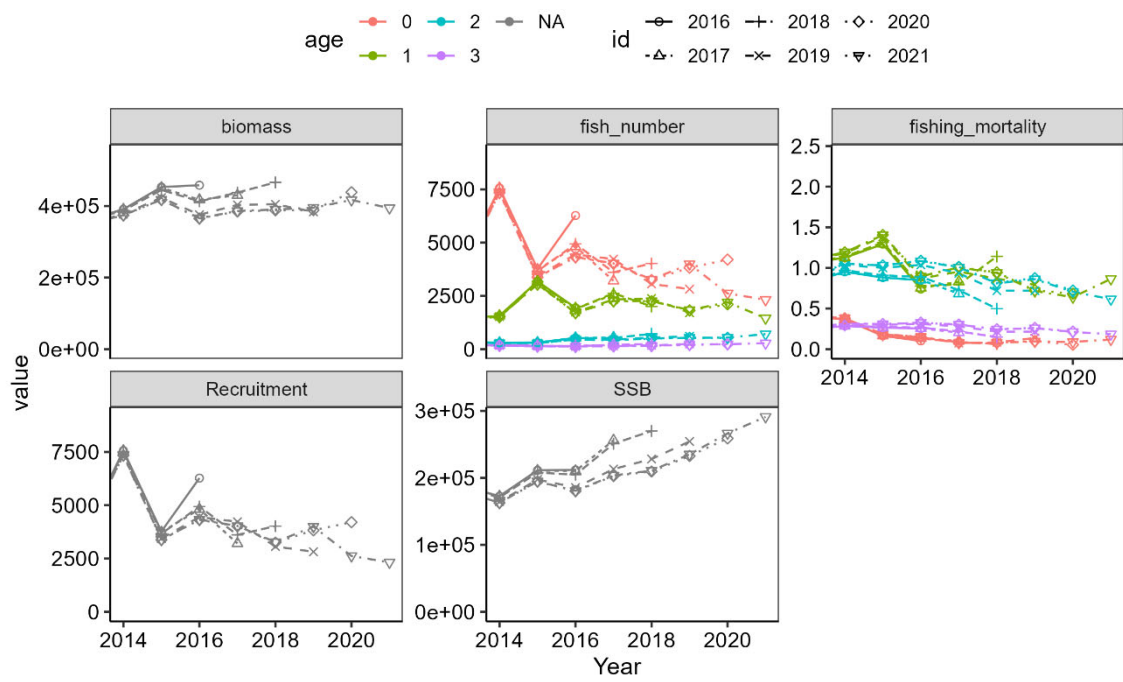 age 0 2 NA id 2016 2018 2020
1 3 2017 2019 2021
biomass fish_number fishing_mortality
4e+05
2e+05
0e+00
7500
5000
2500
0
2.5
2.0
1.5
1.0
0.5
0.0
2014 2016 2018 2020
value
Recruitment SSB
7500
5000
2500
0
3e+05
2e+05
1e+05
0e+00
2014 2016 2018 2020
2014 2016 2018 2020
Year